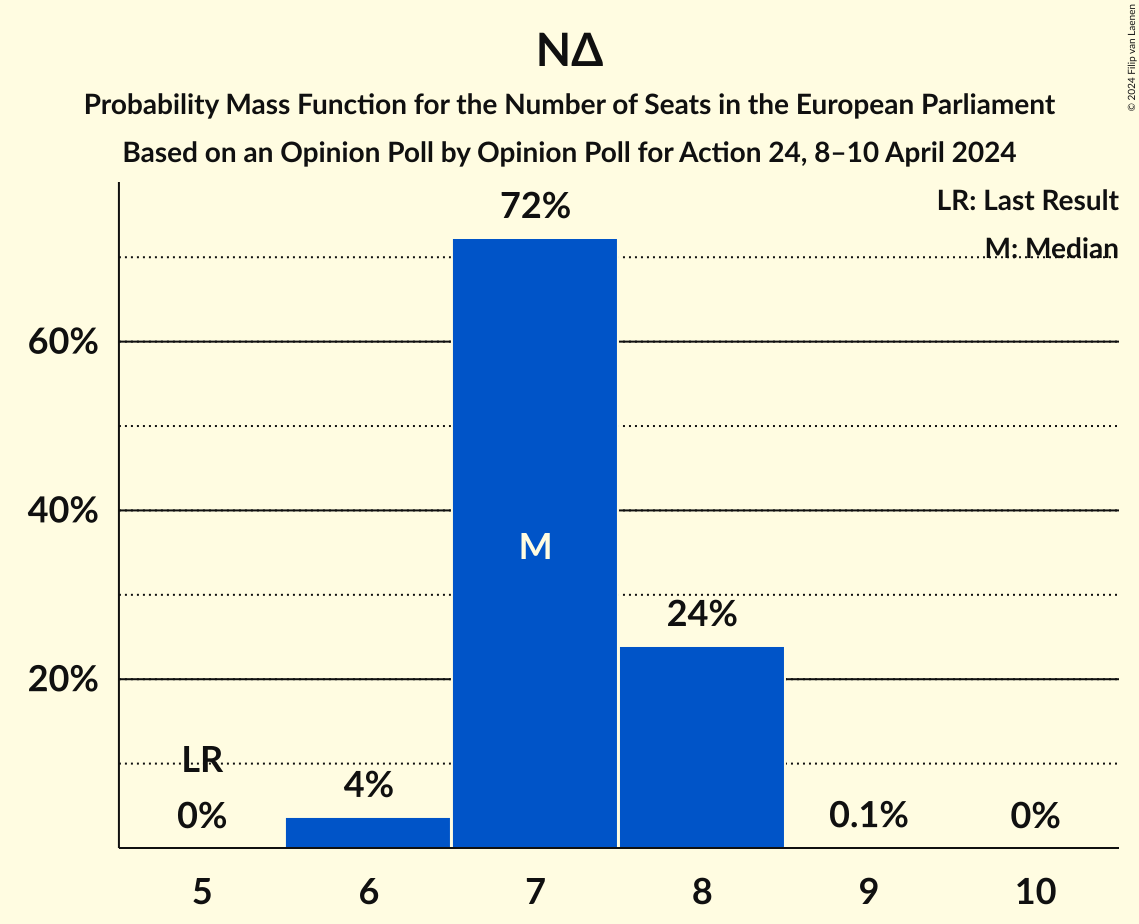 © 2024 Filip van Laenen
ΝΔ
Probability Mass Function for the Number of Seats in the European Parliament
Based on an Opinion Poll by Opinion Poll for Action 24, 8–10 April 2024
LR: Last Result
M: Median
72%
60%
40%
M
24%
20%
LR
4%
0%
0.1%
0%
5 6 7 8 9 10